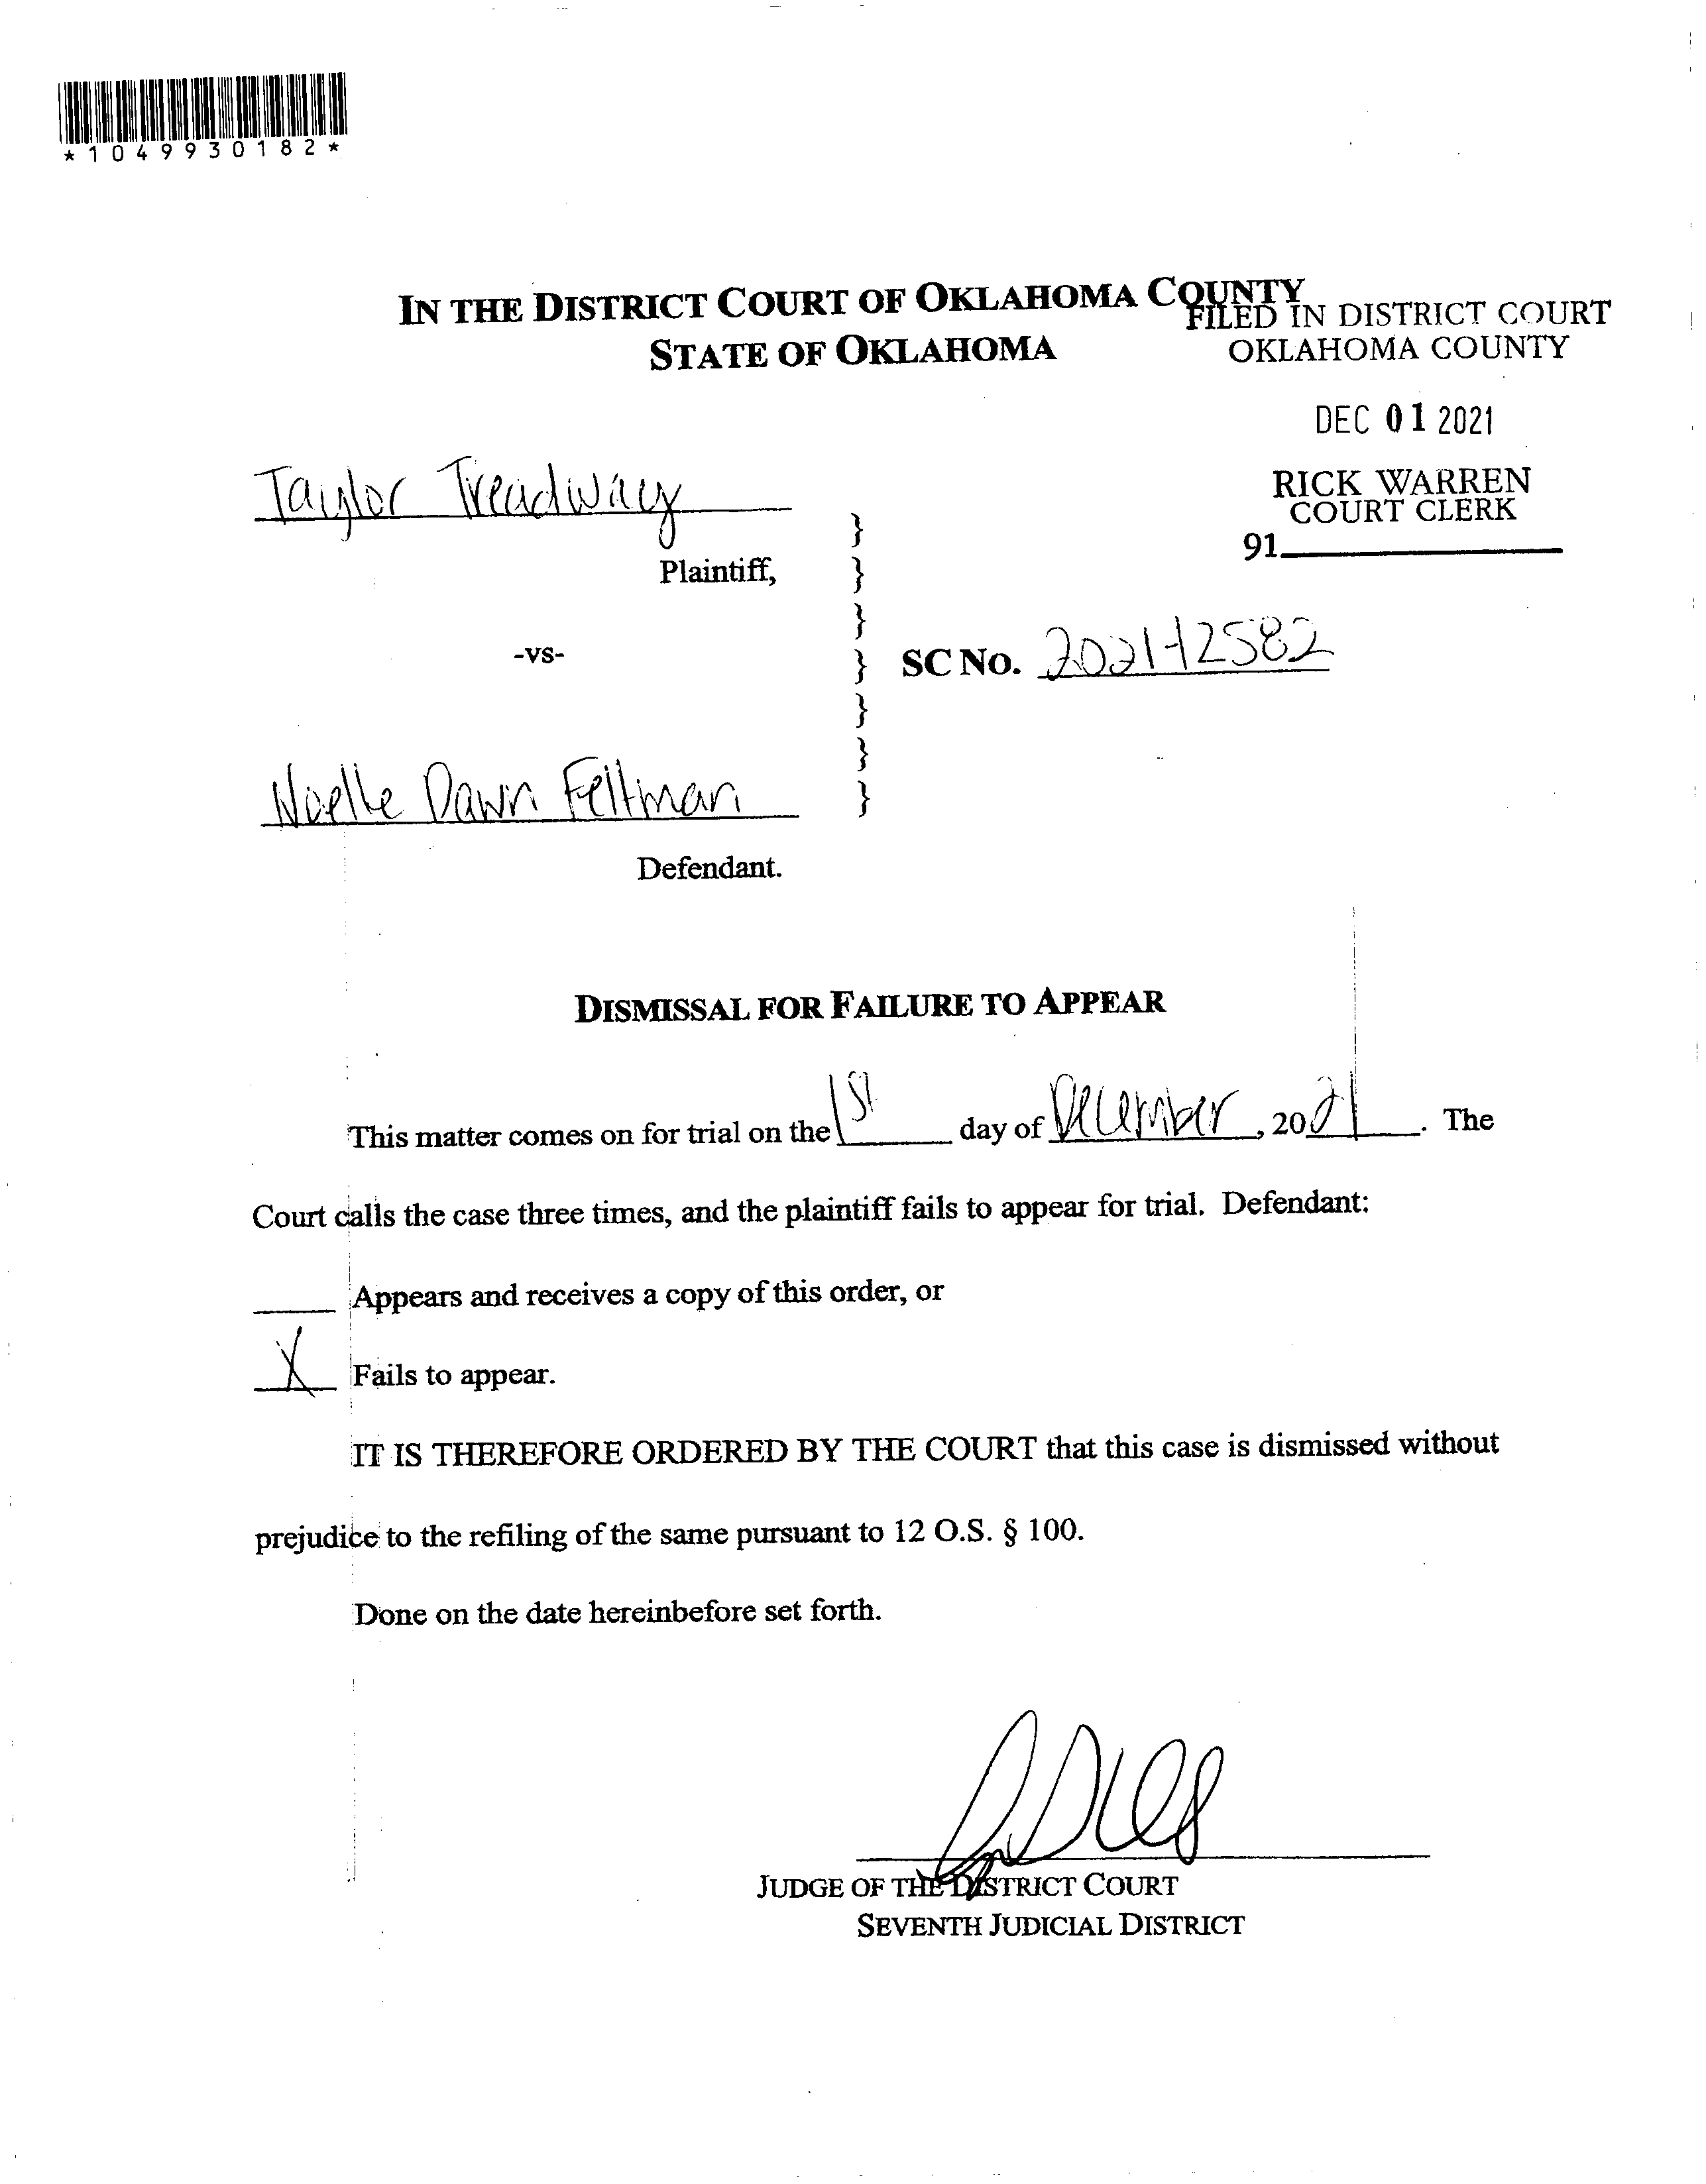 *1049930182*
IN THE DISTRICT COURT OF OKLAHOMA COUNTY
STATE OF OKLAHOMA
FILED IN DISTRICT COURT
OKLAHOMA COUNTY
DEC 01 2021
RICK WARREN
COURT CLERK
91
Taylor Treadway
Plaintiff,
-vs-
SC No. 2021-12582
Noelle Dawn Feltman
Defendant.
}
}
}
}
}
}
}
DISMISSAL FOR FAILURE TO APPEAR
This matter comes on for trial on the 1st day of December, 2021. The
Court calls the case three times, and the plaintiff fails to appear for trial. Defendant:
Appears and receives a copy of this order, or
X Fails to appear.
IT IS THEREFORE ORDERED BY THE COURT that this case is dismissed without
prejudice to the refiling of the same pursuant to 12 O.S. § 100.
Done on the date hereinbefore set forth.
JUDGE OF THE DISTRICT COURT
SEVENTH JUDICIAL DISTRICT